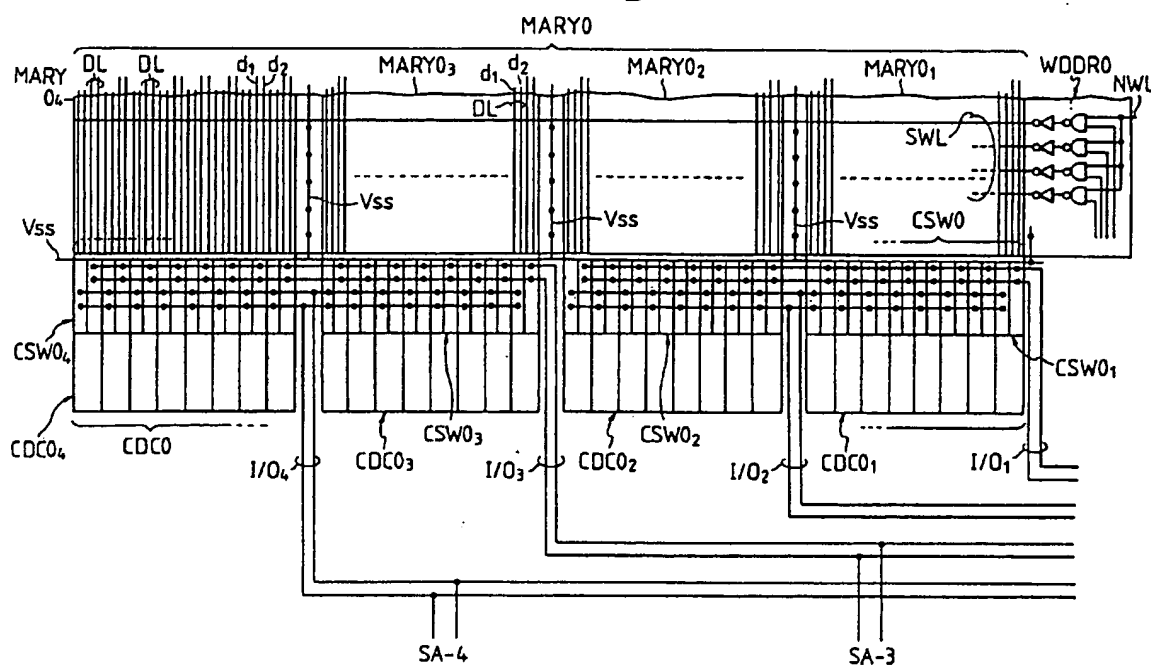 MARY0
MARY
0₄
DL
DL
d₁
d₂
MARY0₃
d₁
d₂
DL
MARY0₂
MARY0₁
WDDR0
NWL
SWL
Vss
Vss
Vss
CSW0
Vss
CSW0₄
CSW0₁
CDC0₄
CDC0
CDC0₃
CSW0₃
CDC0₂
CSW0₂
CDC0₁
I/O₄
I/O₃
I/O₂
I/O₁
SA-4
SA-3